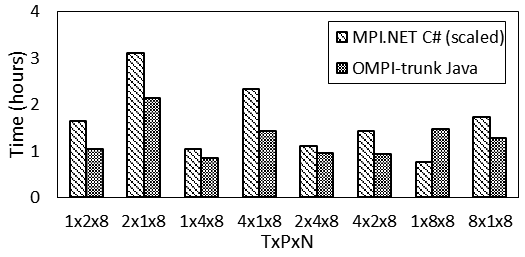 4
3
2
1
0
Time (hours)
MPI.NET C# (scaled)
OMPI-trunk Java
1x2x8 2x1x8 1x4x8 4x1x8 2x4x8 4x2x8 1x8x8 8x1x8
TxPxN